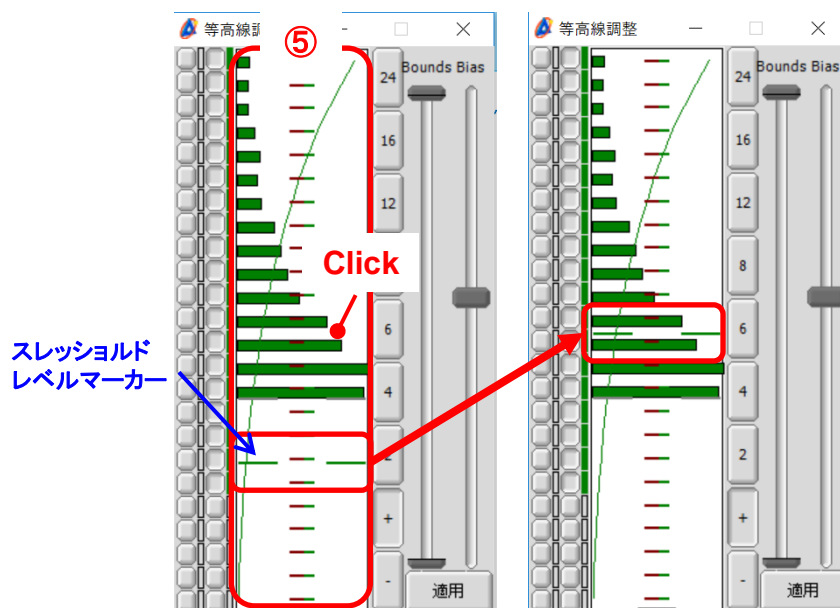 等高線調
⑤
24
16
12
6
4
2
+
-
Bounds Bias
適用
Click
スレッショルド
レベルマーカー
等高線調整
24
16
12
8
6
4
2
+
-
Bounds Bias
適用